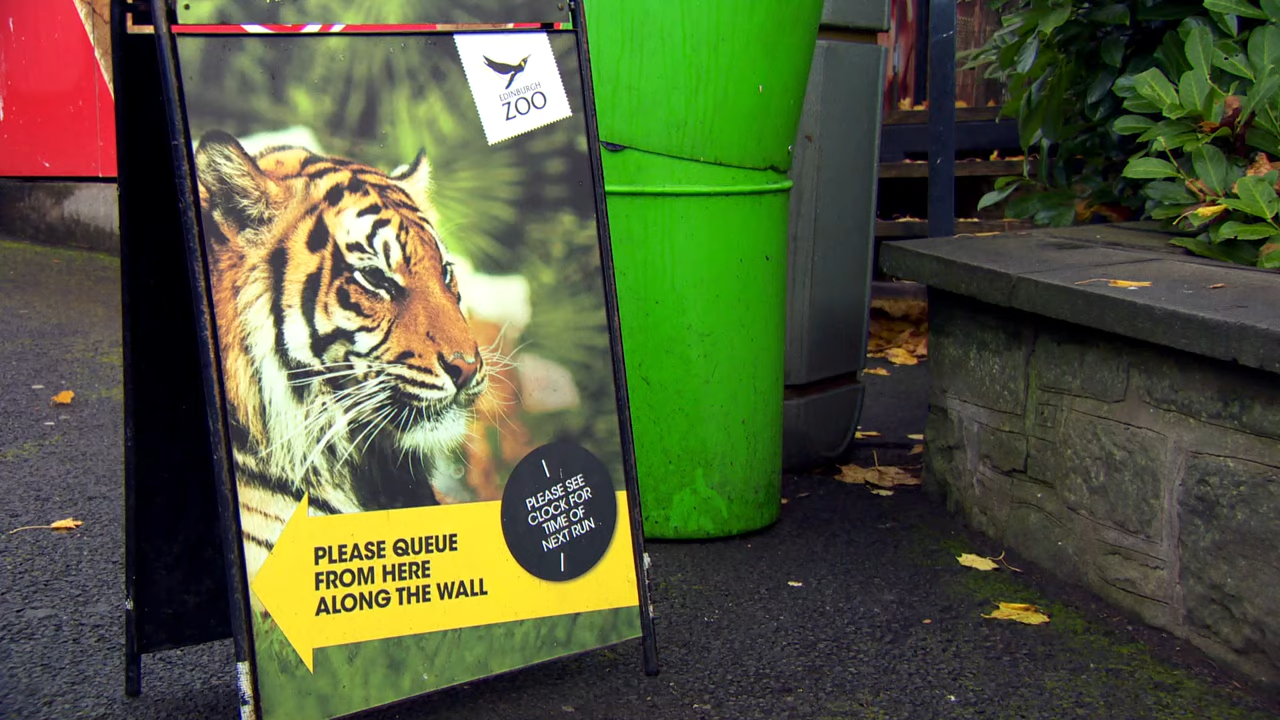 EDINBURGH
ZOO
PLEASE SEE
CLOCK FOR
TIME OF
NEXT RUN
PLEASE QUEUE
FROM HERE
ALONG THE WALL